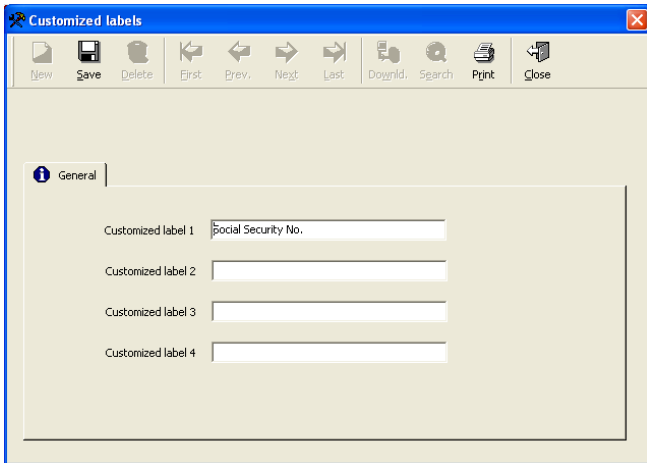 Customized labels
New Save Delete First Prev. Next Last Downld. Search Print Close
General
Customized label 1 Social Security No.
Customized label 2
Customized label 3
Customized label 4